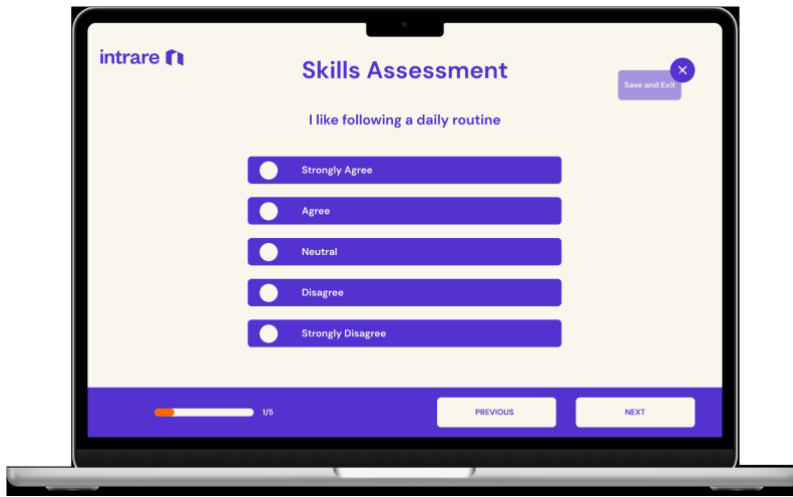 intrare
Skills Assessment
Save and Exit
I like following a daily routine
Strongly Agree
Agree
Neutral
Disagree
Strongly Disagree
1/5
PREVIOUS
NEXT